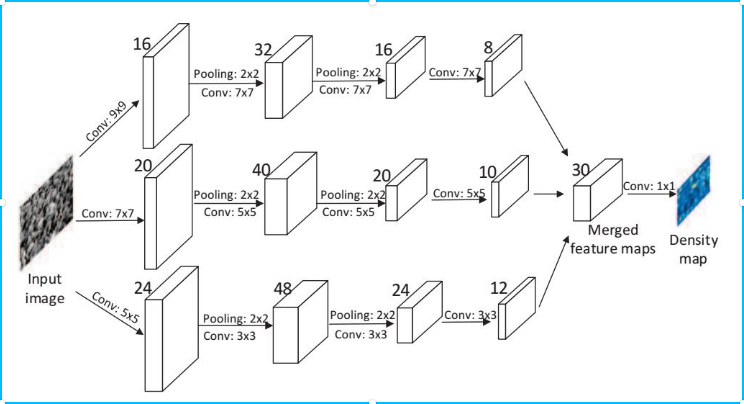 16
32
16
8
Pooling: 2x2
Conv: 7x7
Pooling: 2x2
Conv: 7x7
Conv: 7x7
Conv: 9x9
20
40
20
10
30
Conv: 7x7
Pooling: 2x2
Conv: 5x5
Pooling: 2x2
Conv: 5x5
Conv: 5x5
Conv: 1x1
Merged
feature maps
Density
map
Input
image
Conv: 5x5
24
48
24
12
Pooling: 2x2
Conv: 3x3
Pooling: 2x2
Conv: 3x3
Conv: 3x3